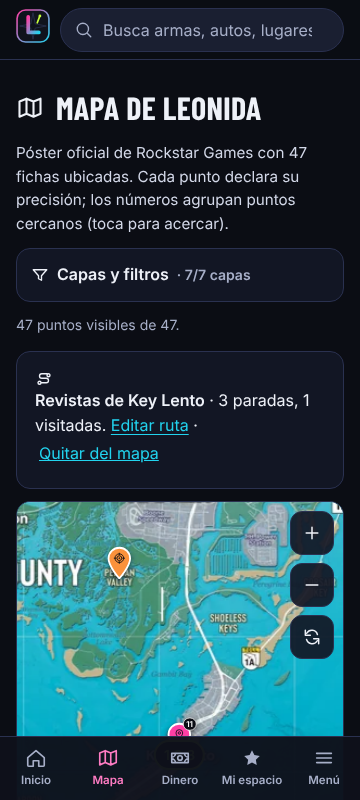 L
Busca armas, autos, lugares
MAPA DE LEONIDA
Póster oficial de Rockstar Games con 47
fichas ubicadas. Cada punto declara su
precisión; los números agrupan puntos
cercanos (toca para acercar).
Capas y filtros · 7/7 capas
47 puntos visibles de 47.
Revistas de Key Lento · 3 paradas, 1
visitadas. Editar ruta ·
Quitar del mapa
UNTY
VALLEY
SHOELESS
KEYS
1A
11
Inicio
Mapa
Dinero
Mi espacio
Menú